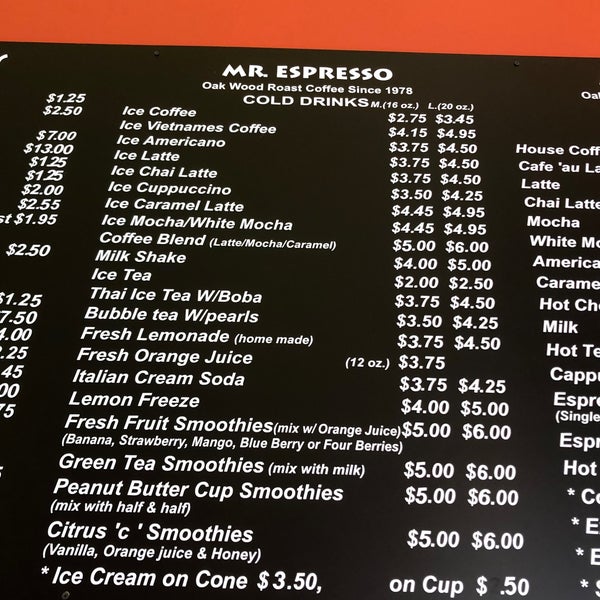 $1.25
$2.50
$7.00
$13.00
$1.25
$1.25
$2.00
$2.55
$1.95
$2.50
$1.25
7.50
4.00
.25
45
00
75
MR. ESPRESSO
Oak Wood Roast Coffee Since 1978
COLD DRINKS M.(16 oz.) L.(20 oz.)
Ice Coffee $2.75 $3.45
Ice Vietnames Coffee $4.15 $4.95
Ice Americano $3.75 $4.50
Ice Latte $3.75 $4.50
Ice Chai Latte $3.75 $4.50
Ice Cuppuccino $3.50 $4.25
Ice Caramel Latte $4.45 $4.95
Ice Mocha/White Mocha $4.45 $4.95
Coffee Blend (Latte/Mocha/Caramel) $5.00 $6.00
Milk Shake $4.00 $5.00
Ice Tea $2.00 $2.50
Thai Ice Tea W/Boba $3.75 $4.50
Bubble tea W/pearls $3.50 $4.25
Fresh Lemonade (home made) $3.75 $4.50
Fresh Orange Juice (12 oz.) $3.75
Italian Cream Soda $3.75 $4.25
Lemon Freeze $4.00 $5.00
Fresh Fruit Smoothies (mix w/ Orange Juice) $5.00 $6.00
(Banana, Strawberry, Mango, Blue Berry or Four Berries)
Green Tea Smoothies (mix with milk) $5.00 $6.00
Peanut Butter Cup Smoothies $5.00 $6.00
(mix with half & half)
Citrus 'c ' Smoothies $5.00 $6.00
(Vanilla, Orange juice & Honey)
* Ice Cream on Cone $3.50, on Cup $ .50
Oa
House Coff
Cafe 'au La
Latte
Chai Latte
Mocha
White Mo
America
Carame
Hot Cho
Milk
Hot Te
Cappu
Espre
(Single
Espr
Hot
* Co
* E
* E
* S